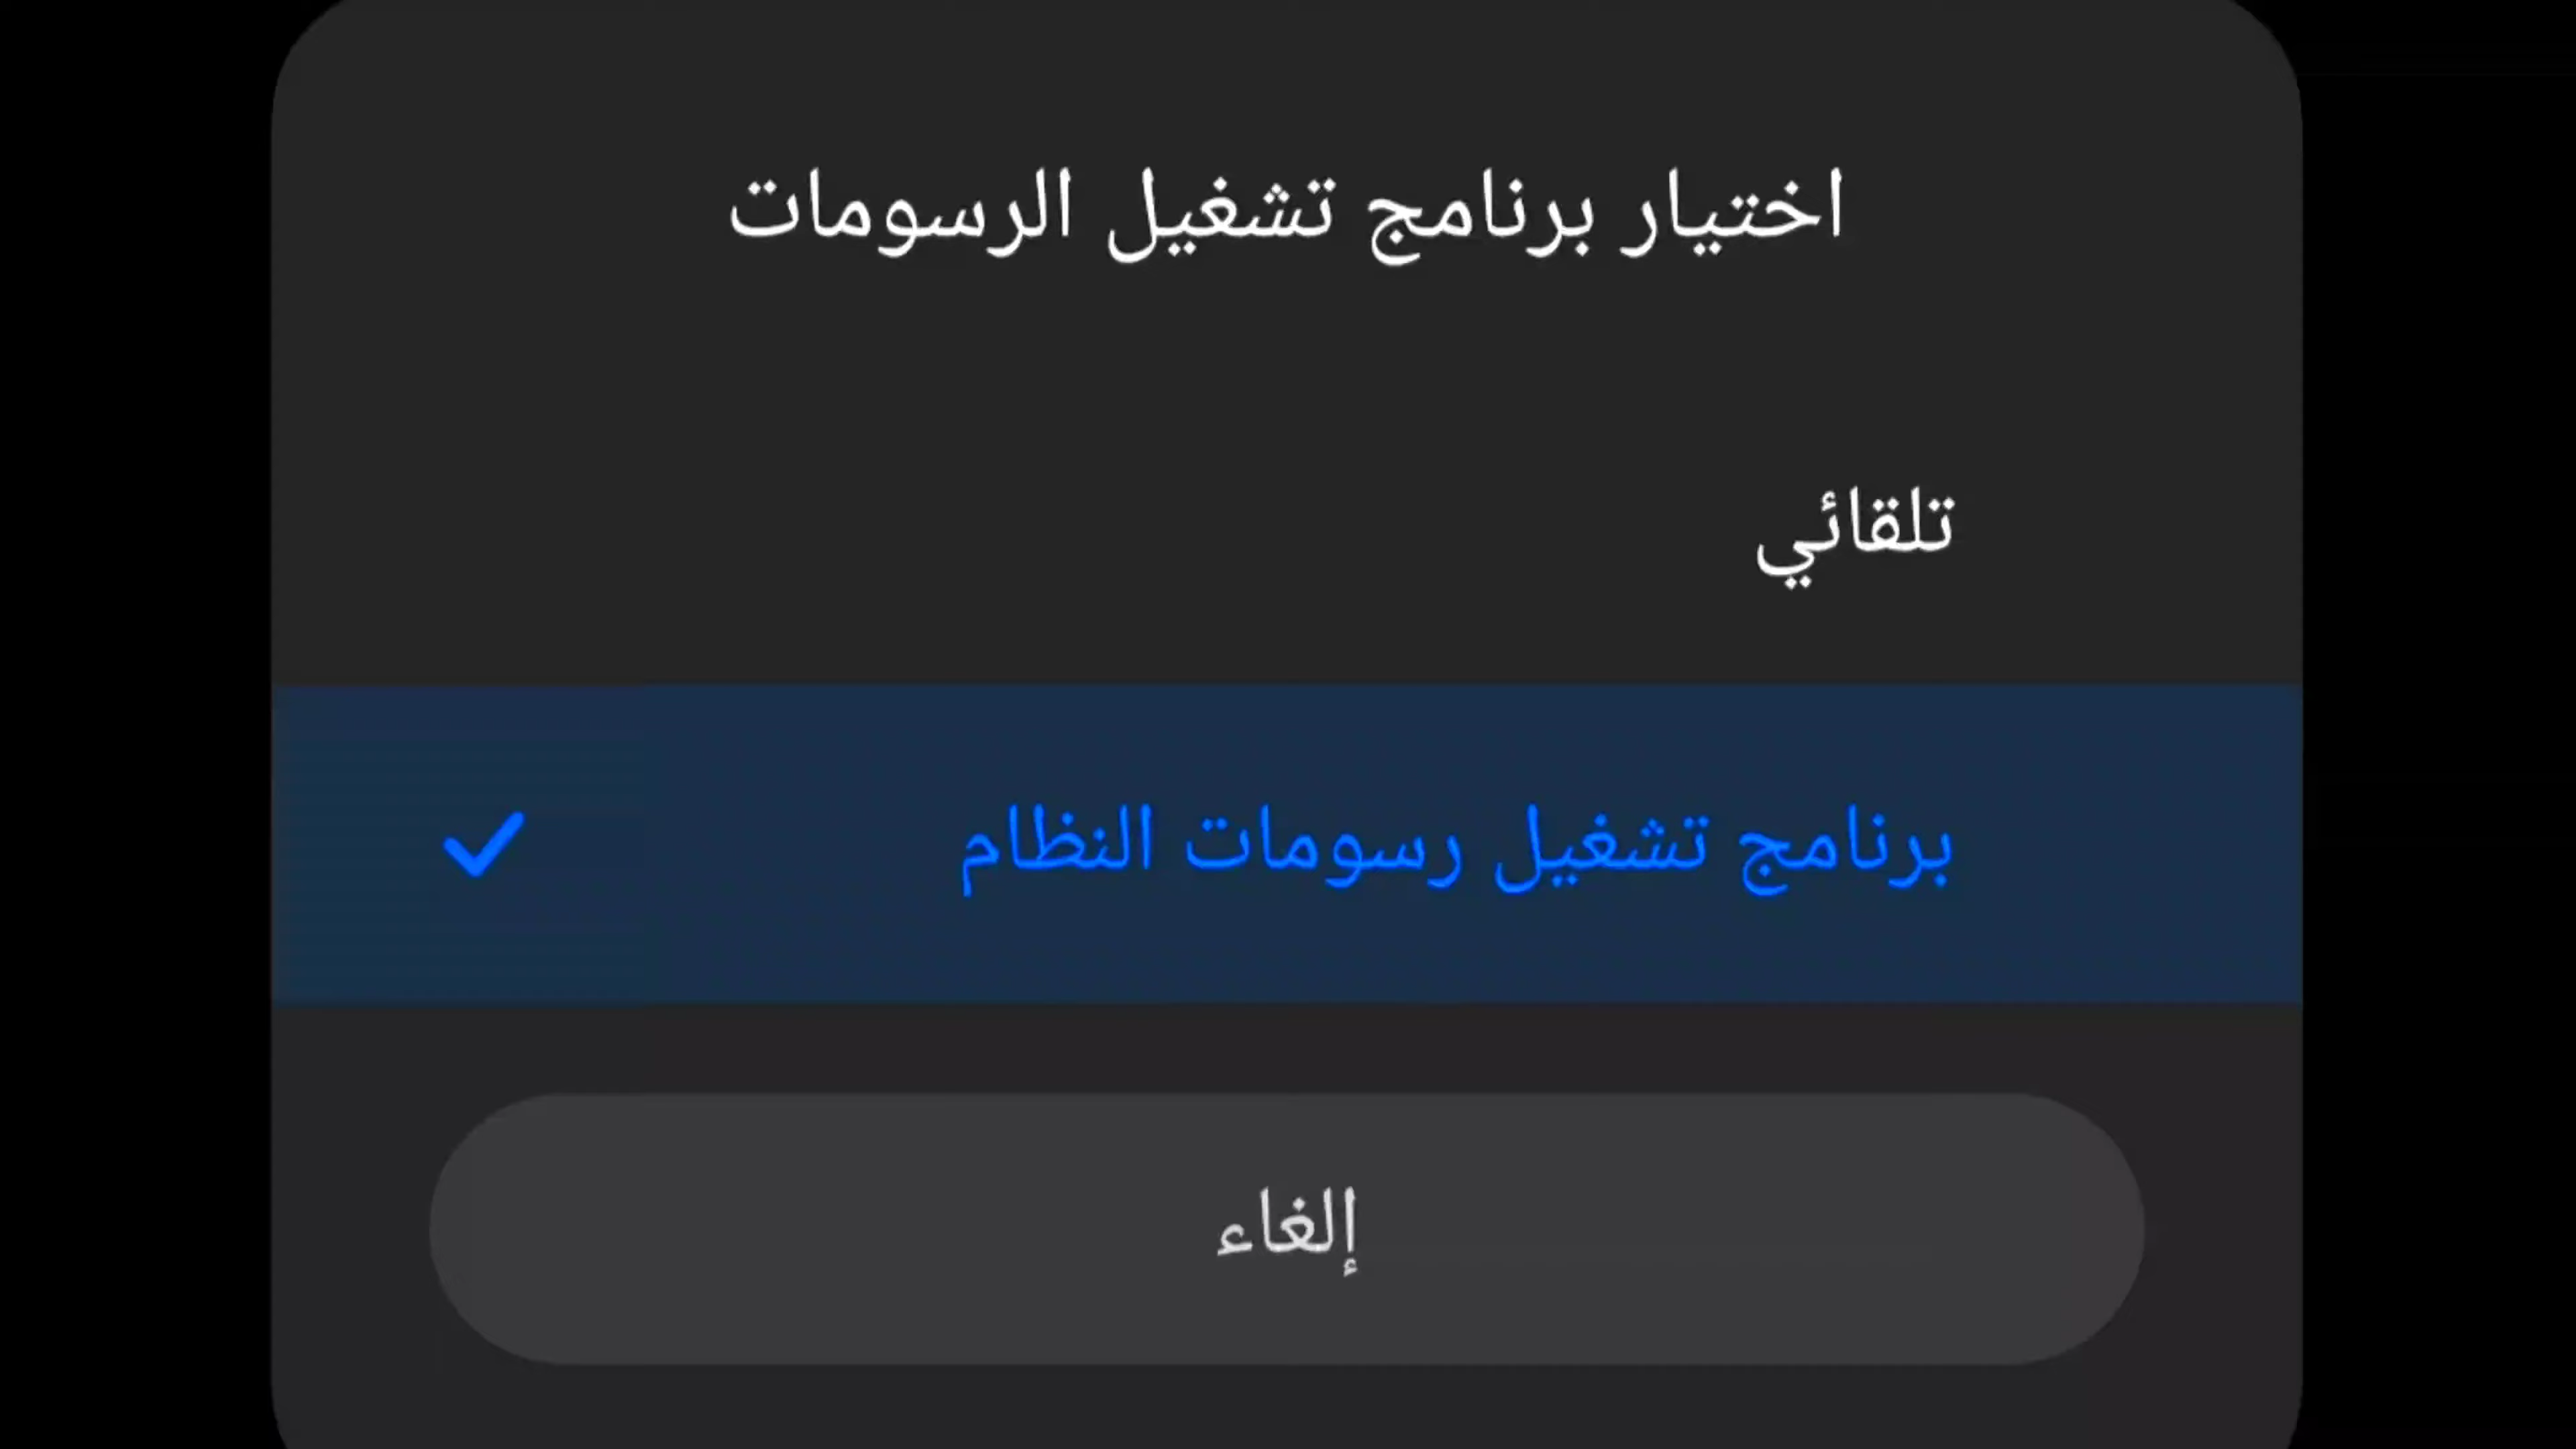 اختيار برنامج تشغيل الرسومات
تلقائي
برنامج تشغيل رسومات النظام
إلغاء